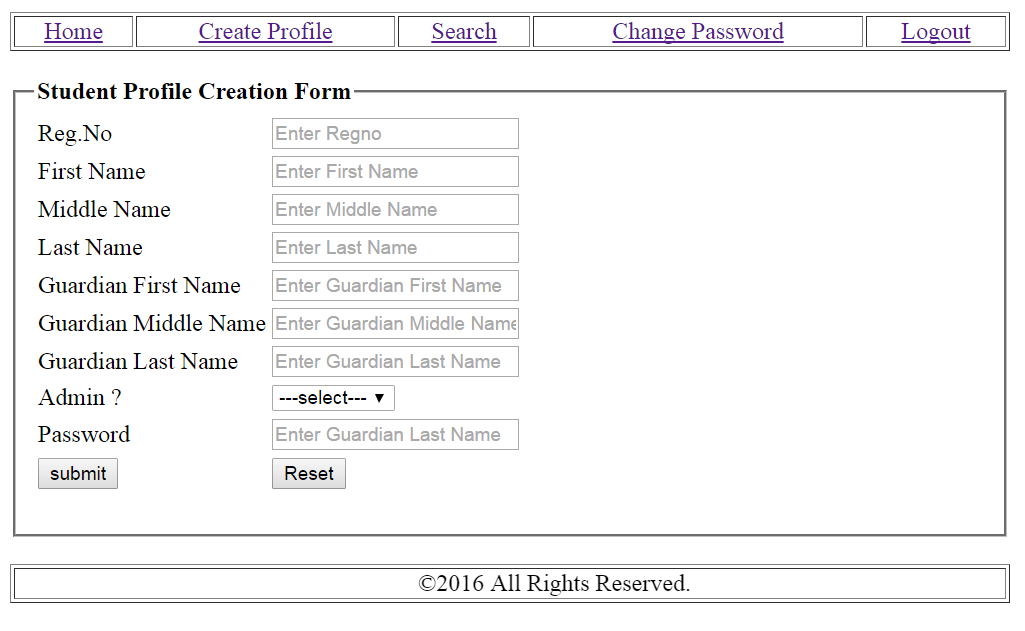 Home Create Profile Search Change Password Logout
Student Profile Creation Form
Reg.No Enter Regno
First Name Enter First Name
Middle Name Enter Middle Name
Last Name Enter Last Name
Guardian First Name Enter Guardian First Name
Guardian Middle Name Enter Guardian Middle Name
Guardian Last Name Enter Guardian Last Name
Admin ? ---select---
Password Enter Guardian Last Name
submit Reset
©2016 All Rights Reserved.